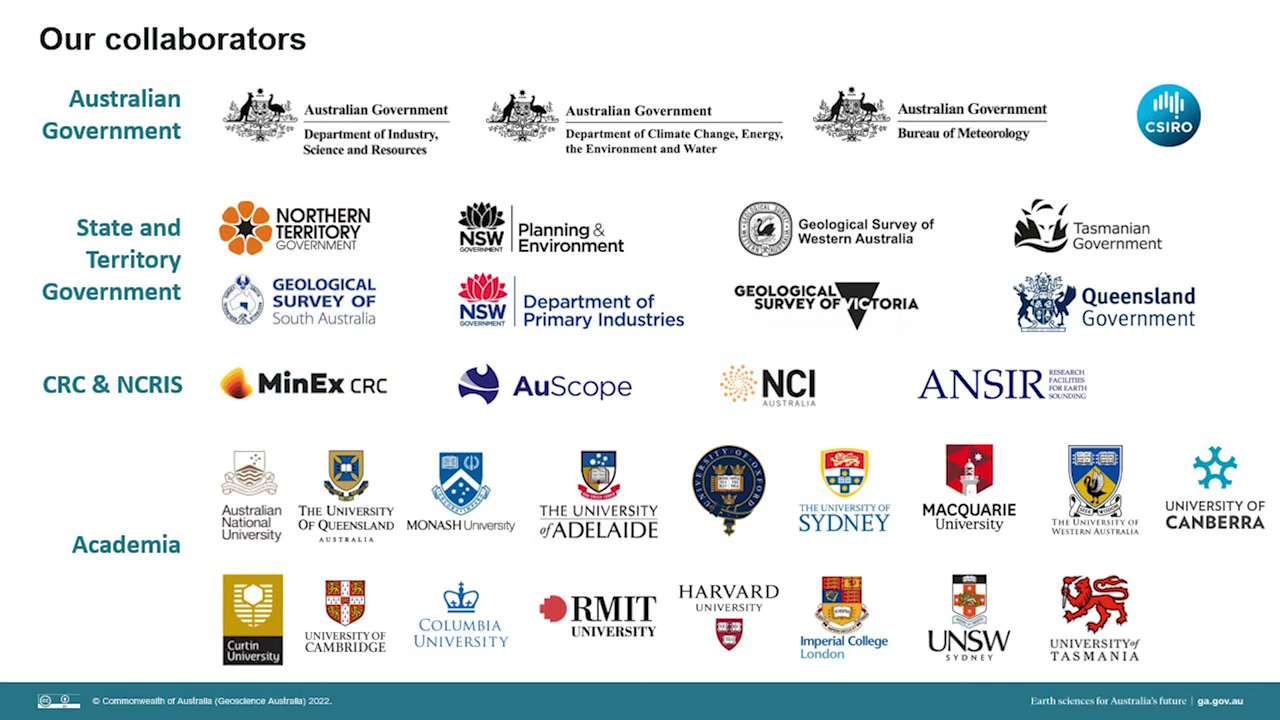 Our collaborators
Australian
Government
Australian Government
Department of Industry,
Science and Resources
Australian Government
Department of Climate Change, Energy,
the Environment and Water
Australian Government
Bureau of Meteorology
CSIRO
State and
Territory
Government
NORTHERN
TERRITORY
GOVERNMENT
NSW
GOVERNMENT
Planning &
Environment
Geological Survey of
Western Australia
Tasmanian
Government
GEOLOGICAL
SURVEY OF
South Australia
NSW
GOVERNMENT
Department of
Primary Industries
GEOLOGICAL
SURVEY OF VICTORIA
Queensland
Government
CRC & NCRIS
MinEx CRC
AuScope
NCI
AUSTRALIA
ANSIR
RESEARCH
FACILITIES
FOR EARTH
SOUNDING
Academia
Australian
National
University
THE UNIVERSITY
OF QUEENSLAND
AUSTRALIA
MONASH University
THE UNIVERSITY
of ADELAIDE
UNIVERSITY OF OXFORD
THE UNIVERSITY OF
SYDNEY
MACQUARIE
University
THE UNIVERSITY OF
WESTERN AUSTRALIA
UNIVERSITY OF
CANBERRA
Curtin
University
UNIVERSITY OF
CAMBRIDGE
COLUMBIA
UNIVERSITY
RMIT
UNIVERSITY
HARVARD
UNIVERSITY
Imperial College
London
UNSW
SYDNEY
UNIVERSITY of
TASMANIA
© Commonwealth of Australia (Geoscience Australia) 2022.
Earth sciences for Australia's future | ga.gov.au